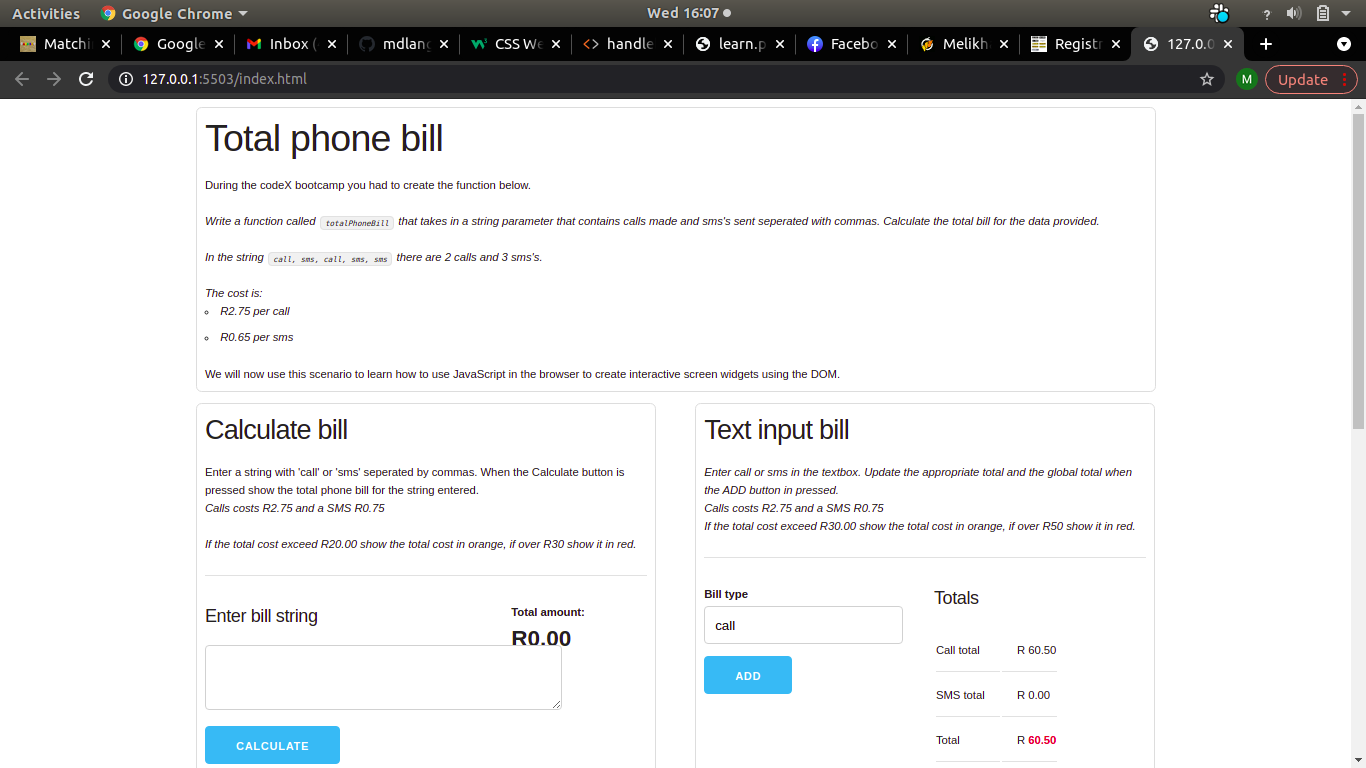 Activities
Google Chrome
Wed 16:07
?
Matchi
Google
Inbox (
mdlang
CSS We
handle
learn.p
Facebo
Melikh
Registr
127.0.0
127.0.0.1:5503/index.html
M
Update
Total phone bill
During the codeX bootcamp you had to create the function below.
Write a function called totalPhoneBill that takes in a string parameter that contains calls made and sms's sent seperated with commas. Calculate the total bill for the data provided.
In the string call, sms, call, sms, sms there are 2 calls and 3 sms's.
The cost is:
R2.75 per call
R0.65 per sms
We will now use this scenario to learn how to use JavaScript in the browser to create interactive screen widgets using the DOM.
Calculate bill
Enter a string with 'call' or 'sms' seperated by commas. When the Calculate button is
pressed show the total phone bill for the string entered.
Calls costs R2.75 and a SMS R0.75
If the total cost exceed R20.00 show the total cost in orange, if over R30 show it in red.
Enter bill string
Total amount:
R0.00
CALCULATE
Text input bill
Enter call or sms in the textbox. Update the appropriate total and the global total when
the ADD button in pressed.
Calls costs R2.75 and a SMS R0.75
If the total cost exceed R30.00 show the total cost in orange, if over R50 show it in red.
Bill type
call
ADD
Totals
Call total R 60.50
SMS total R 0.00
Total R 60.50